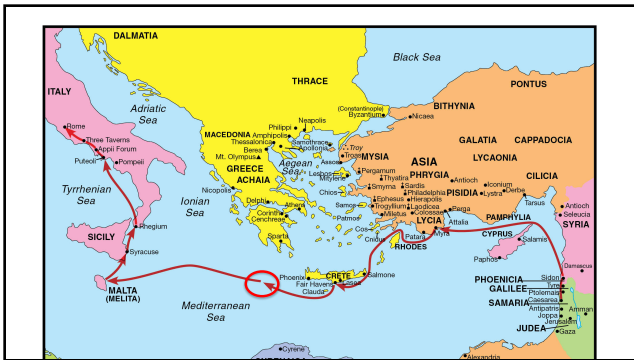 DALMATIA
Black Sea
THRACE
PONTUS
ITALY
(Constantinople)
Byzantium
BITHYNIA
Adriatic
Sea
Neapolis
Nicaea
Rome
Philippi
Three Taverns
MACEDONIA
Amphipolis
Thessalonica
Samothrace
Apollonia
GALATIA
CAPPADOCIA
Appii Forum
Berea
Troy
Troas
MYSIA
ASIA
LYCAONIA
Puteoli
Pompeii
Mt. Olympus
Aegean
Sea
Assos
PHRYGIA
GREECE
Lesbos
Mitylene
Pergamum
Thyatira
Antioch
CILICIA
Tyrrhenian
Sea
Nicopolis
ACHAIA
Chios
Smyrna
Sardis
Philadelphia
PISIDIA
Iconium
Lystra
Derbe
Ionian
Sea
Delphi
Athens
Samos
Ephesus
Trogyllium
Hierapolis
Laodicea
Perga
Tarsus
Antioch
Seleucia
Corinth
Cenchreae
Patmos
Miletus
Colossae
Attalia
PAMPHYLIA
SYRIA
Rhegium
Cos
LYCIA
SICILY
Sparta
Cnidus
Patara
Myra
CYPRUS
Salamis
Syracuse
RHODES
Paphos
Damascus
Phoenix
CRETE
Salmone
Fair Havens
Lasea
Clauda
MALTA
(MELITA)
PHOENICIA
Sidon
Tyre
GALILEE
Ptolemais
Mediterranean
Sea
SAMARIA
Caesarea
Antipatris
Amman
Joppa
Jerusalem
JUDEA
Gaza
Cyrene
Alexandria